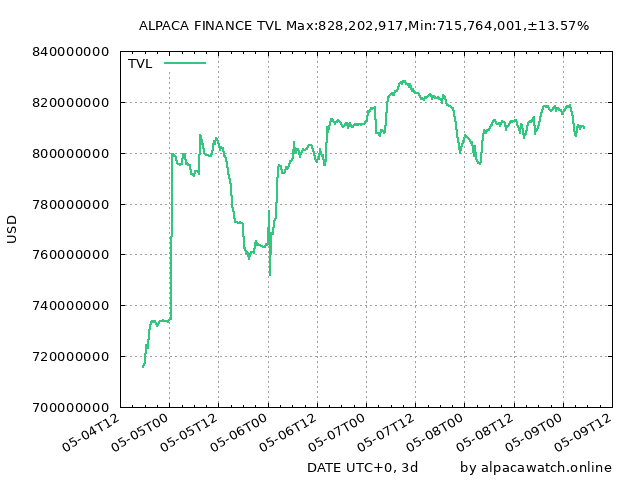 ALPACA FINANCE TVL Max:828,202,917,Min:715,764,001,±13.57%
840000000
TVL
820000000
800000000
780000000
USD
760000000
740000000
720000000
700000000
05-04T12
05-05T00
05-05T12
05-06T00
05-06T12
05-07T00
05-07T12
05-08T00
05-08T12
05-09T00
05-09T12
DATE UTC+0, 3d
by alpacawatch.online